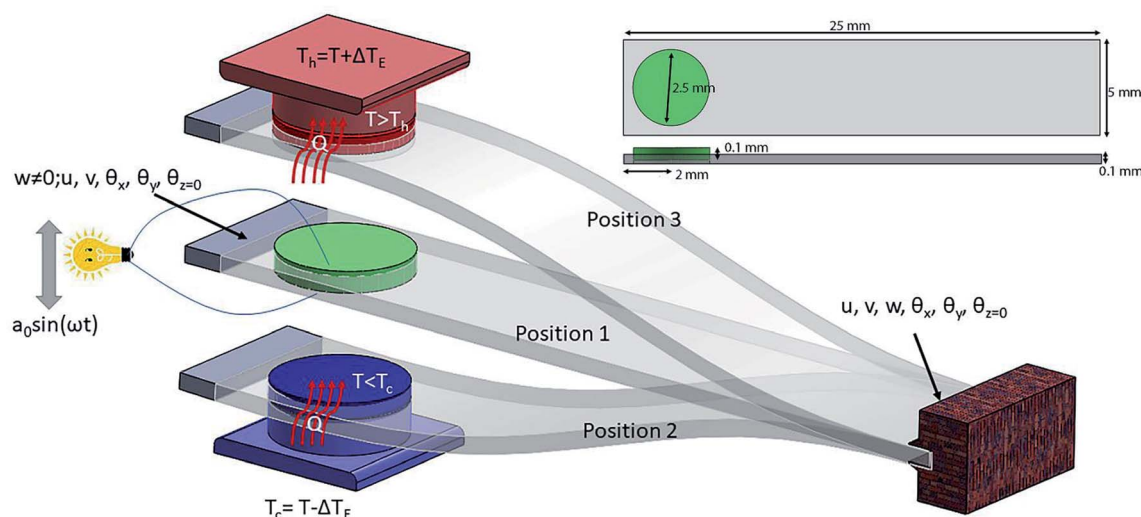 T_h=T+ΔT_E
T>T_h
Q
w≠0;u, v, θ_x, θ_y, θ_z=0
Position 3
a_0sin(ωt)
Position 1
u, v, w, θ_x, θ_y, θ_z=0
T<T_c
Q
Position 2
T_c= T-ΔT_E
25 mm
2.5 mm
5 mm
0.1 mm
2 mm
0.1 mm